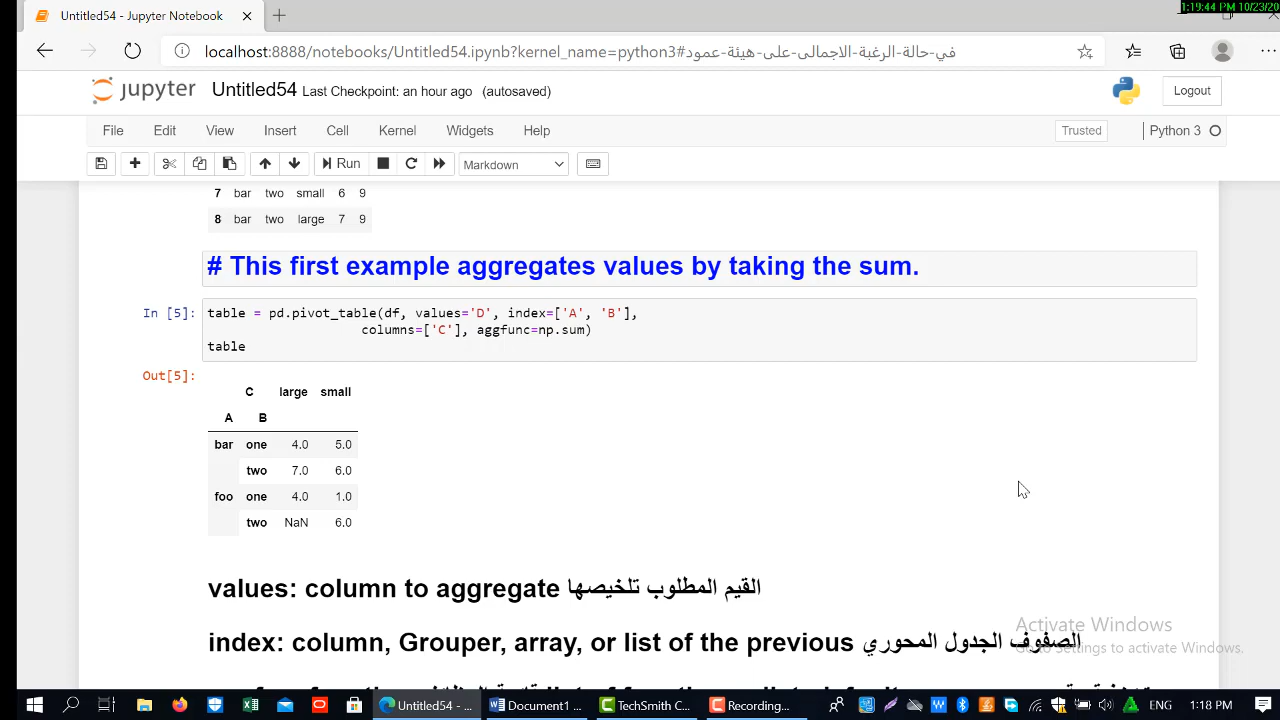 1:19:44 PM 10/23/20
Untitled54 - Jupyter Notebook
localhost:8888/notebooks/Untitled54.ipynb?kernel_name=python3#في-حالة-الرغبة-الاجمالى-على-هيئة-عمود
jupyter Untitled54 Last Checkpoint: an hour ago (autosaved)
Logout
File Edit View Insert Cell Kernel Widgets Help
Trusted Python 3
Run Markdown
7 bar two small 6 9
8 bar two large 7 9
# This first example aggregates values by taking the sum.
In [5]: table = pd.pivot_table(df, values='D', index=['A', 'B'],
columns=['C'], aggfunc=np.sum)
table
Out[5]:
C large small
A B
bar one 4.0 5.0
two 7.0 6.0
foo one 4.0 1.0
two NaN 6.0
values: column to aggregate القيم المطلوب تلخيصها
Activate Windows
index: column, Grouper, array, or list of the previous الصفوف الجدول المحوري
Go to Settings to activate Windows.
Untitled54 - ... Document1 ... TechSmith C... Recording... ENG 1:18 PM